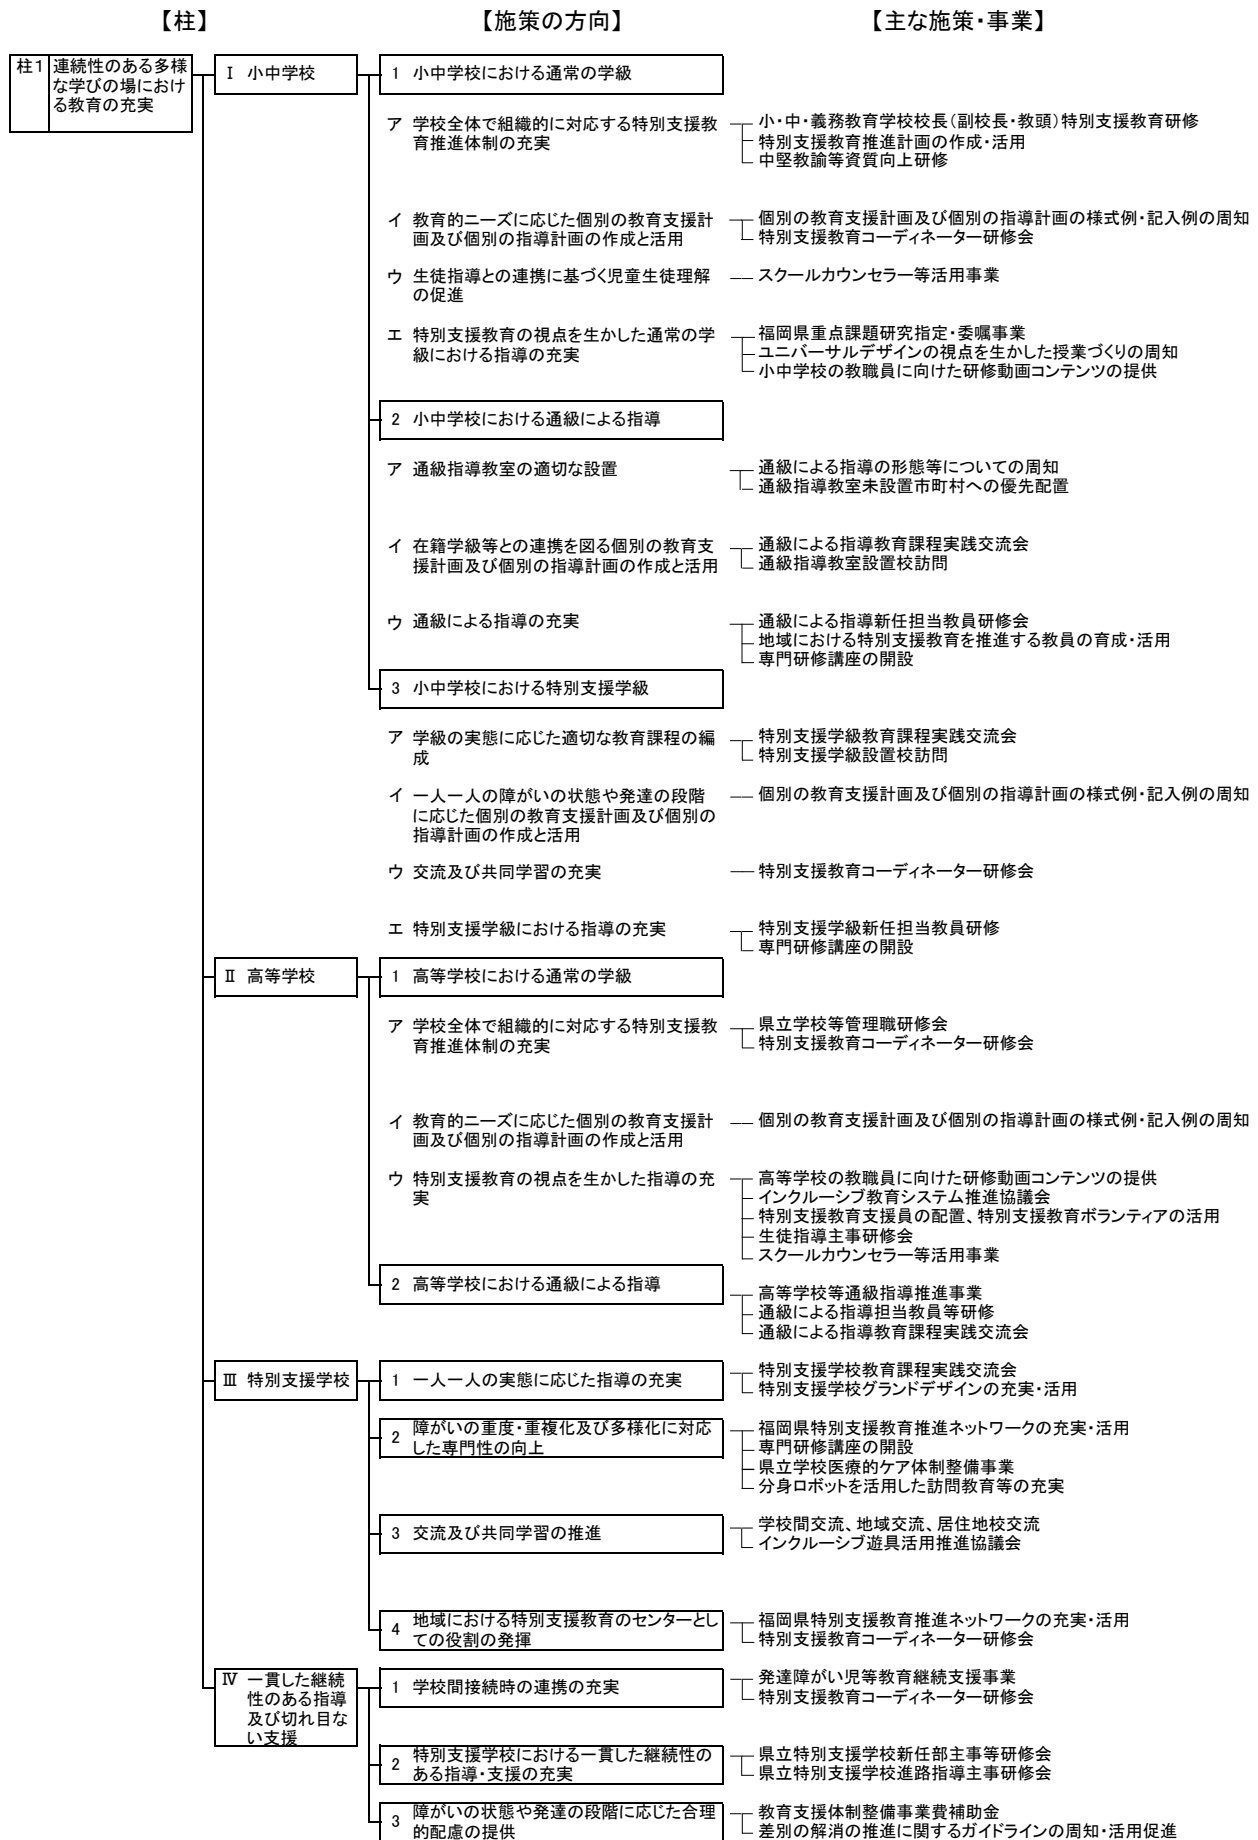 【柱】
【施策の方向】
【主な施策・事業】
柱1
連続性のある多様
な学びの場におけ
る教育の充実
Ⅰ 小中学校
1 小中学校における通常の学級
ア 学校全体で組織的に対応する特別支援教
育推進体制の充実
小・中・義務教育学校校長(副校長・教頭)特別支援教育研修
特別支援教育推進計画の作成・活用
中堅教諭等資質向上研修
イ 教育的ニーズに応じた個別の教育支援計
画及び個別の指導計画の作成と活用
個別の教育支援計画及び個別の指導計画の様式例・記入例の周知
特別支援教育コーディネーター研修会
ウ 生徒指導との連携に基づく児童生徒理解
の促進
スクールカウンセラー等活用事業
エ 特別支援教育の視点を生かした通常の学
級における指導の充実
福岡県重点課題研究指定・委嘱事業
ユニバーサルデザインの視点を生かした授業づくりの周知
小中学校の教職員に向けた研修動画コンテンツの提供
2 小中学校における通級による指導
ア 通級指導教室の適切な設置
通級による指導の形態等についての周知
通級指導教室未設置市町村への優先配置
イ 在籍学級等との連携を図る個別の教育支
援計画及び個別の指導計画の作成と活用
通級による指導教育課程実践交流会
通級指導教室設置校訪問
ウ 通級による指導の充実
通級による指導新任担当教員研修会
地域における特別支援教育を推進する教員の育成・活用
専門研修講座の開設
3 小中学校における特別支援学級
ア 学級の実態に応じた適切な教育課程の編
成
特別支援学級教育課程実践交流会
特別支援学級設置校訪問
イ 一人一人の障がいの状態や発達の段階
に応じた個別の教育支援計画及び個別の
指導計画の作成と活用
個別の教育支援計画及び個別の指導計画の様式例・記入例の周知
ウ 交流及び共同学習の充実
特別支援教育コーディネーター研修会
エ 特別支援学級における指導の充実
特別支援学級新任担当教員研修
専門研修講座の開設
Ⅱ 高等学校
1 高等学校における通常の学級
ア 学校全体で組織的に対応する特別支援教
育推進体制の充実
県立学校等管理職研修会
特別支援教育コーディネーター研修会
イ 教育的ニーズに応じた個別の教育支援計
画及び個別の指導計画の作成と活用
個別の教育支援計画及び個別の指導計画の様式例・記入例の周知
ウ 特別支援教育の視点を生かした指導の充
実
高等学校の教職員に向けた研修動画コンテンツの提供
インクルーシブ教育システム推進協議会
特別支援教育支援員の配置、特別支援教育ボランティアの活用
生徒指導主事研修会
スクールカウンセラー等活用事業
2 高等学校における通級による指導
高等学校等通級指導推進事業
通級による指導担当教員等研修
通級による指導教育課程実践交流会
Ⅲ 特別支援学校
1 一人一人の実態に応じた指導の充実
特別支援学校教育課程実践交流会
特別支援学校グランドデザインの充実・活用
2 障がいの重度・重複化及び多様化に対応
した専門性の向上
福岡県特別支援教育推進ネットワークの充実・活用
専門研修講座の開設
県立学校医療的ケア体制整備事業
分身ロボットを活用した訪問教育等の充実
3 交流及び共同学習の推進
学校間交流、地域交流、居住地校交流
インクルーシブ遊具活用推進協議会
4 地域における特別支援教育のセンターとし
ての役割の発揮
福岡県特別支援教育推進ネットワークの充実・活用
特別支援教育コーディネーター研修会
Ⅳ 一貫した継続
性のある指導
及び切れ目な
い支援
1 学校間接続時の連携の充実
発達障がい児等教育継続支援事業
特別支援教育コーディネーター研修会
2 特別支援学校における一貫した継続性の
ある指導・支援の充実
県立特別支援学校新任部主事等研修会
県立特別支援学校進路指導主事研修会
3 障がいの状態や発達の段階に応じた合理
的配慮の提供
教育支援体制整備事業費補助金
差別の解消の推進に関するガイドラインの周知・活用促進